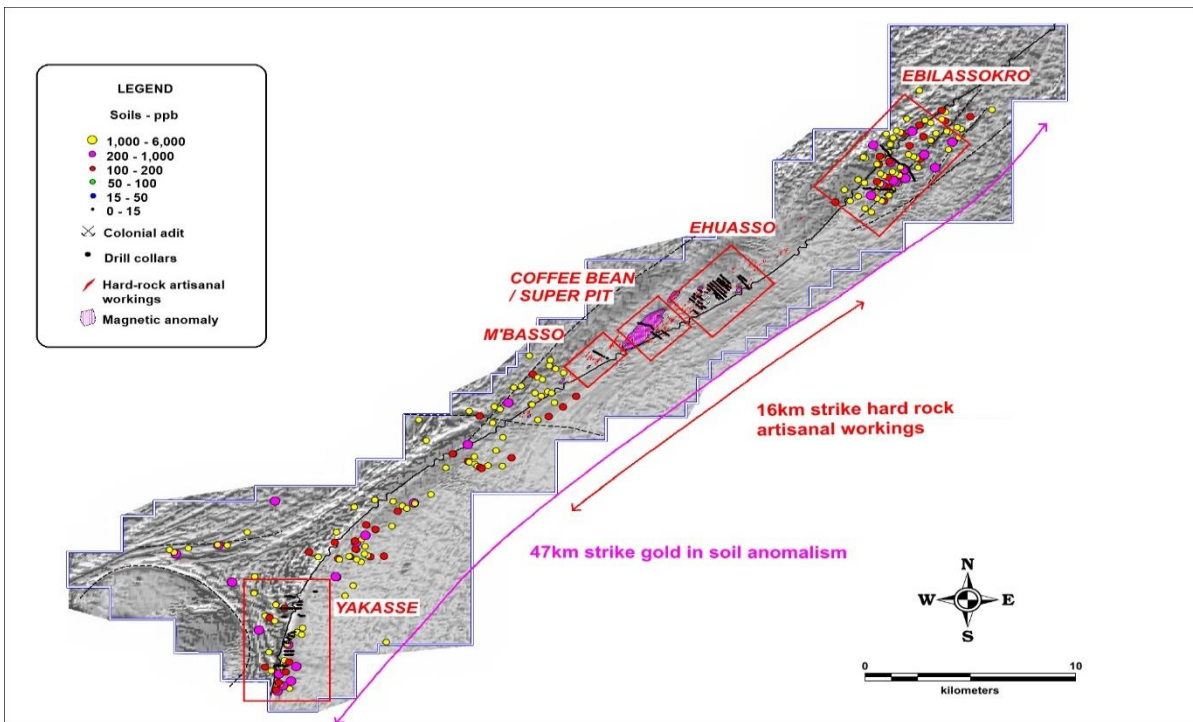 LEGEND
Soils - ppb
1,000 - 6,000
200 - 1,000
100 - 200
50 - 100
15 - 50
0 - 15
Colonial adit
Drill collars
Hard-rock artisanal
workings
Magnetic anomaly
EBILASSOKRO
EHUASSO
COFFEE BEAN
/ SUPER PIT
M'BASSO
16km strike hard rock
artisanal workings
47km strike gold in soil anomalism
YAKASSE
N
W E
S
0 10
kilometers